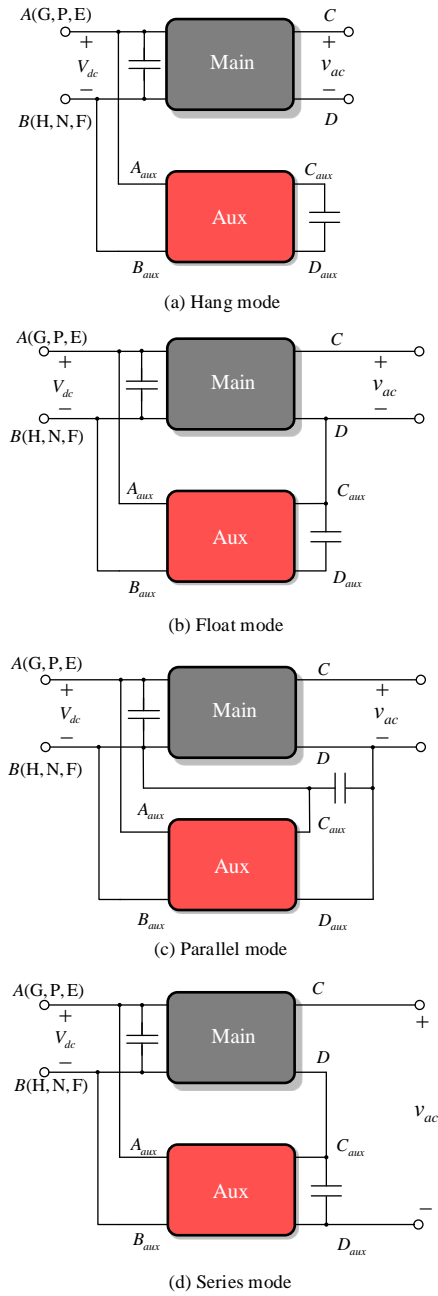 A(G, P, E)
C
+
+
V_dc
Main
v_ac
−
−
B(H, N, F)
D
A_aux
C_aux
Aux
B_aux
D_aux
(a) Hang mode
A(G, P, E)
C
+
+
V_dc
Main
v_ac
−
−
B(H, N, F)
D
A_aux
C_aux
Aux
B_aux
D_aux
(b) Float mode
A(G, P, E)
C
+
+
V_dc
Main
v_ac
−
−
B(H, N, F)
D
A_aux
C_aux
Aux
B_aux
D_aux
(c) Parallel mode
A(G, P, E)
C
+
+
V_dc
Main
−
D
B(H, N, F)
v_ac
A_aux
C_aux
Aux
−
B_aux
D_aux
(d) Series mode